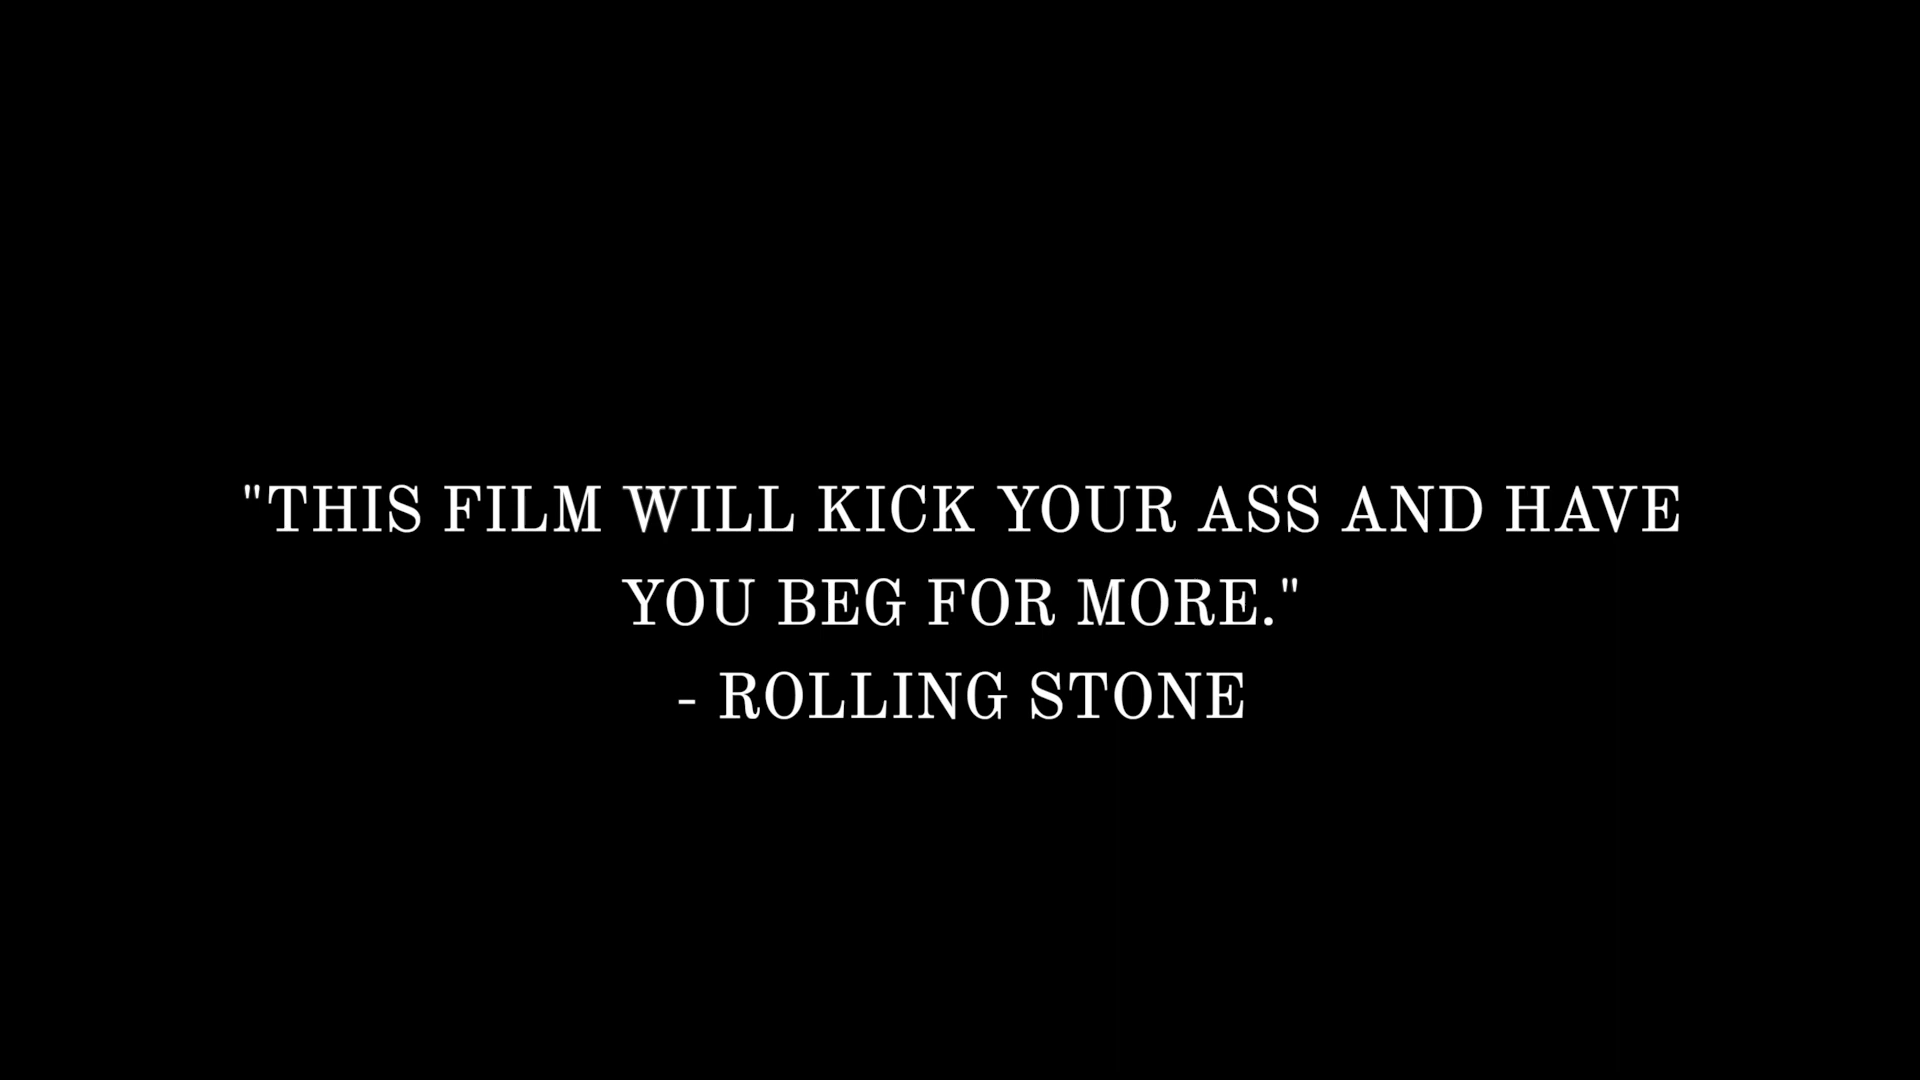 "THIS FILM WILL KICK YOUR ASS AND HAVE
YOU BEG FOR MORE."
- ROLLING STONE